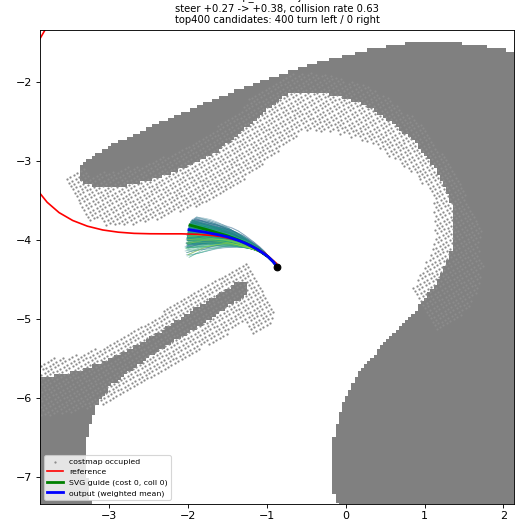 steer +0.27 -> +0.38, collision rate 0.63
top400 candidates: 400 turn left / 0 right
−2
−3
−4
−5
−6
−7
−3
−2
−1
0
1
2
costmap occupied
reference
SVG guide (cost 0, coll 0)
output (weighted mean)